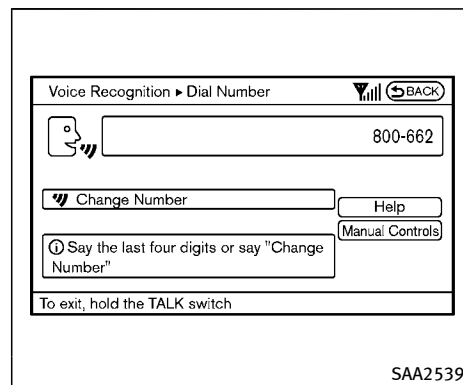 Voice Recognition ▸ Dial Number
BACK
800-662
Change Number
Help
Manual Controls
Say the last four digits or say "Change
Number"
To exit, hold the TALK switch
SAA2539